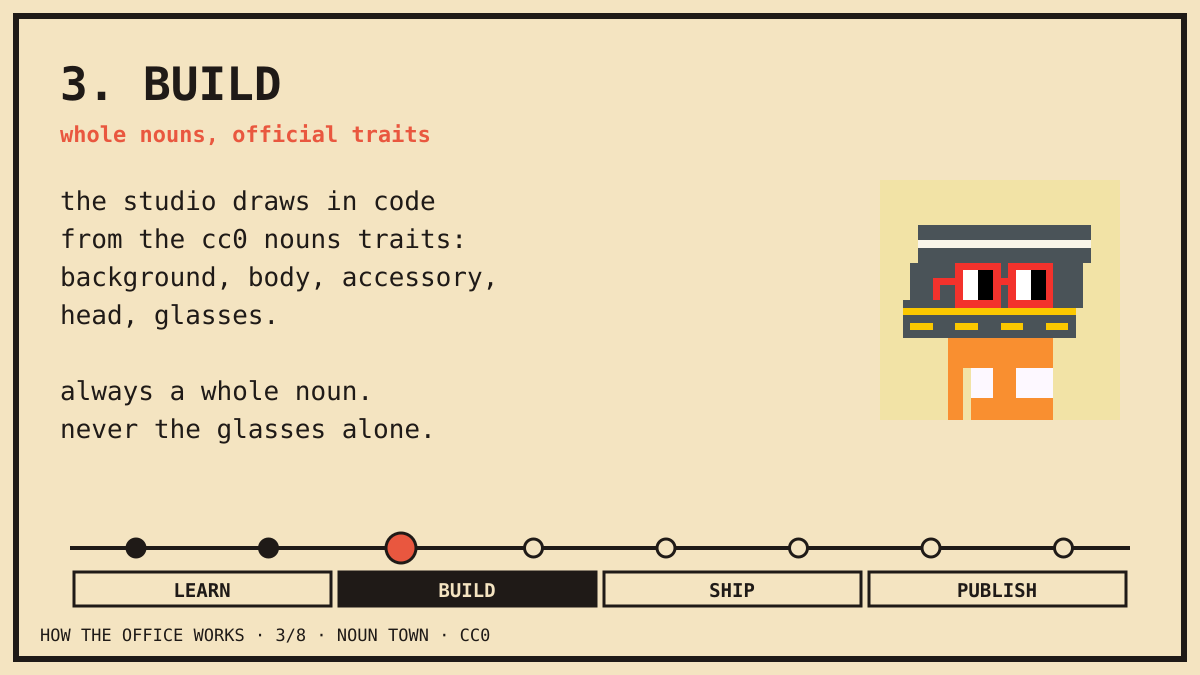 3. BUILD
whole nouns, official traits
the studio draws in code
from the cc0 nouns traits:
background, body, accessory,
head, glasses.
always a whole noun.
never the glasses alone.
LEARN
BUILD
SHIP
PUBLISH
HOW THE OFFICE WORKS · 3/8 · NOUN TOWN · CC0